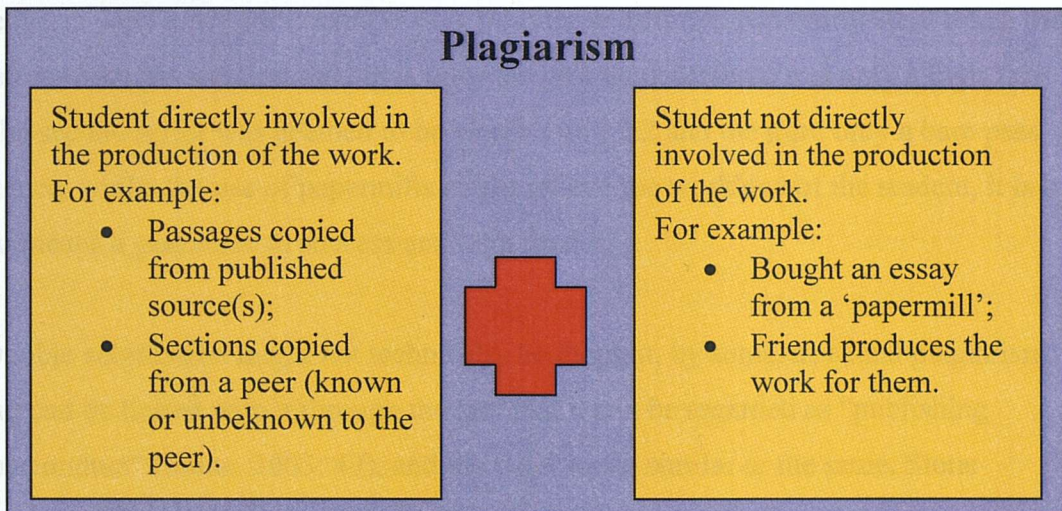 Plagiarism
Student directly involved in
the production of the work.
For example:
• Passages copied
from published
source(s);
• Sections copied
from a peer (known
or unbeknown to the
peer).
Student not directly
involved in the production
of the work.
For example:
• Bought an essay
from a ‘papermill’;
• Friend produces the
work for them.